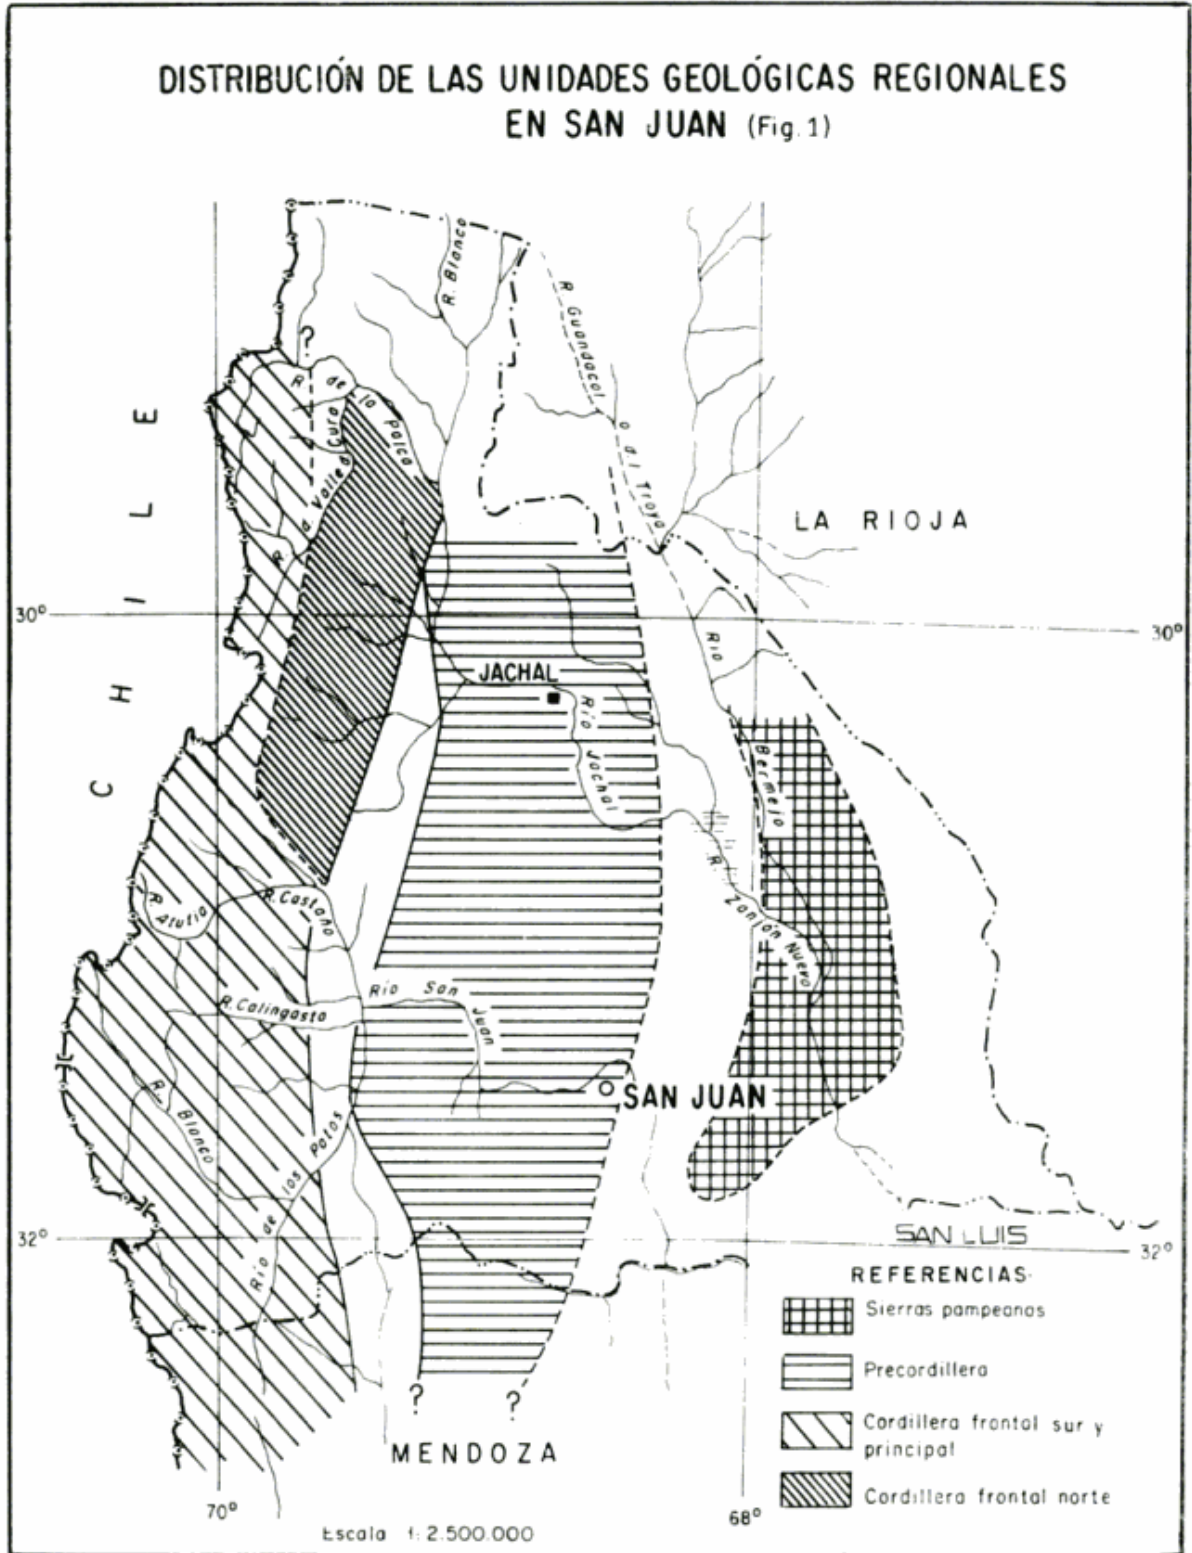 DISTRIBUCIÓN DE LAS UNIDADES GEOLÓGICAS REGIONALES
EN SAN JUAN (Fig. 1)
R. Blanco
R. Guandacol o del Troya
?
R. de la Palca
R. d. Valle d Cura
CHILE
LA RIOJA
30°
30°
JACHAL
Río Jachal
Río Bermejo
R. Zanjón Nuevo
R. Atutia
R. Castaño
R. Calingasta
Río San Juan
SAN JUAN
R. Blanco
Río de los Patos
32°
SAN LUIS
32°
REFERENCIAS
Sierras pampeanas
Precordillera
Cordillera frontal sur y
principal
Cordillera frontal norte
?
?
MENDOZA
70°
68°
Escala 1: 2.500.000